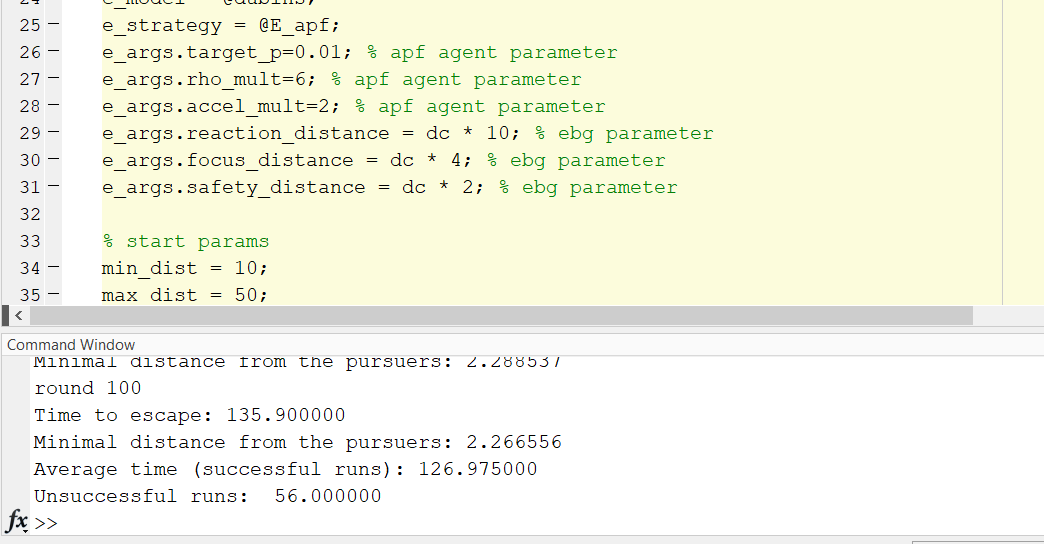 24 e_model = @dubins;
25 — e_strategy = @E_apf;
26 — e_args.target_p=0.01; % apf agent parameter
27 — e_args.rho_mult=6; % apf agent parameter
28 — e_args.accel_mult=2; % apf agent parameter
29 — e_args.reaction_distance = dc * 10; % ebg parameter
30 — e_args.focus_distance = dc * 4; % ebg parameter
31 — e_args.safety_distance = dc * 2; % ebg parameter
32
33 % start params
34 — min_dist = 10;
35 — max dist = 50;
<
Command Window
Minimal distance from the pursuers: 2.288537
round 100
Time to escape: 135.900000
Minimal distance from the pursuers: 2.266556
Average time (successful runs): 126.975000
Unsuccessful runs:  56.000000
fx >>